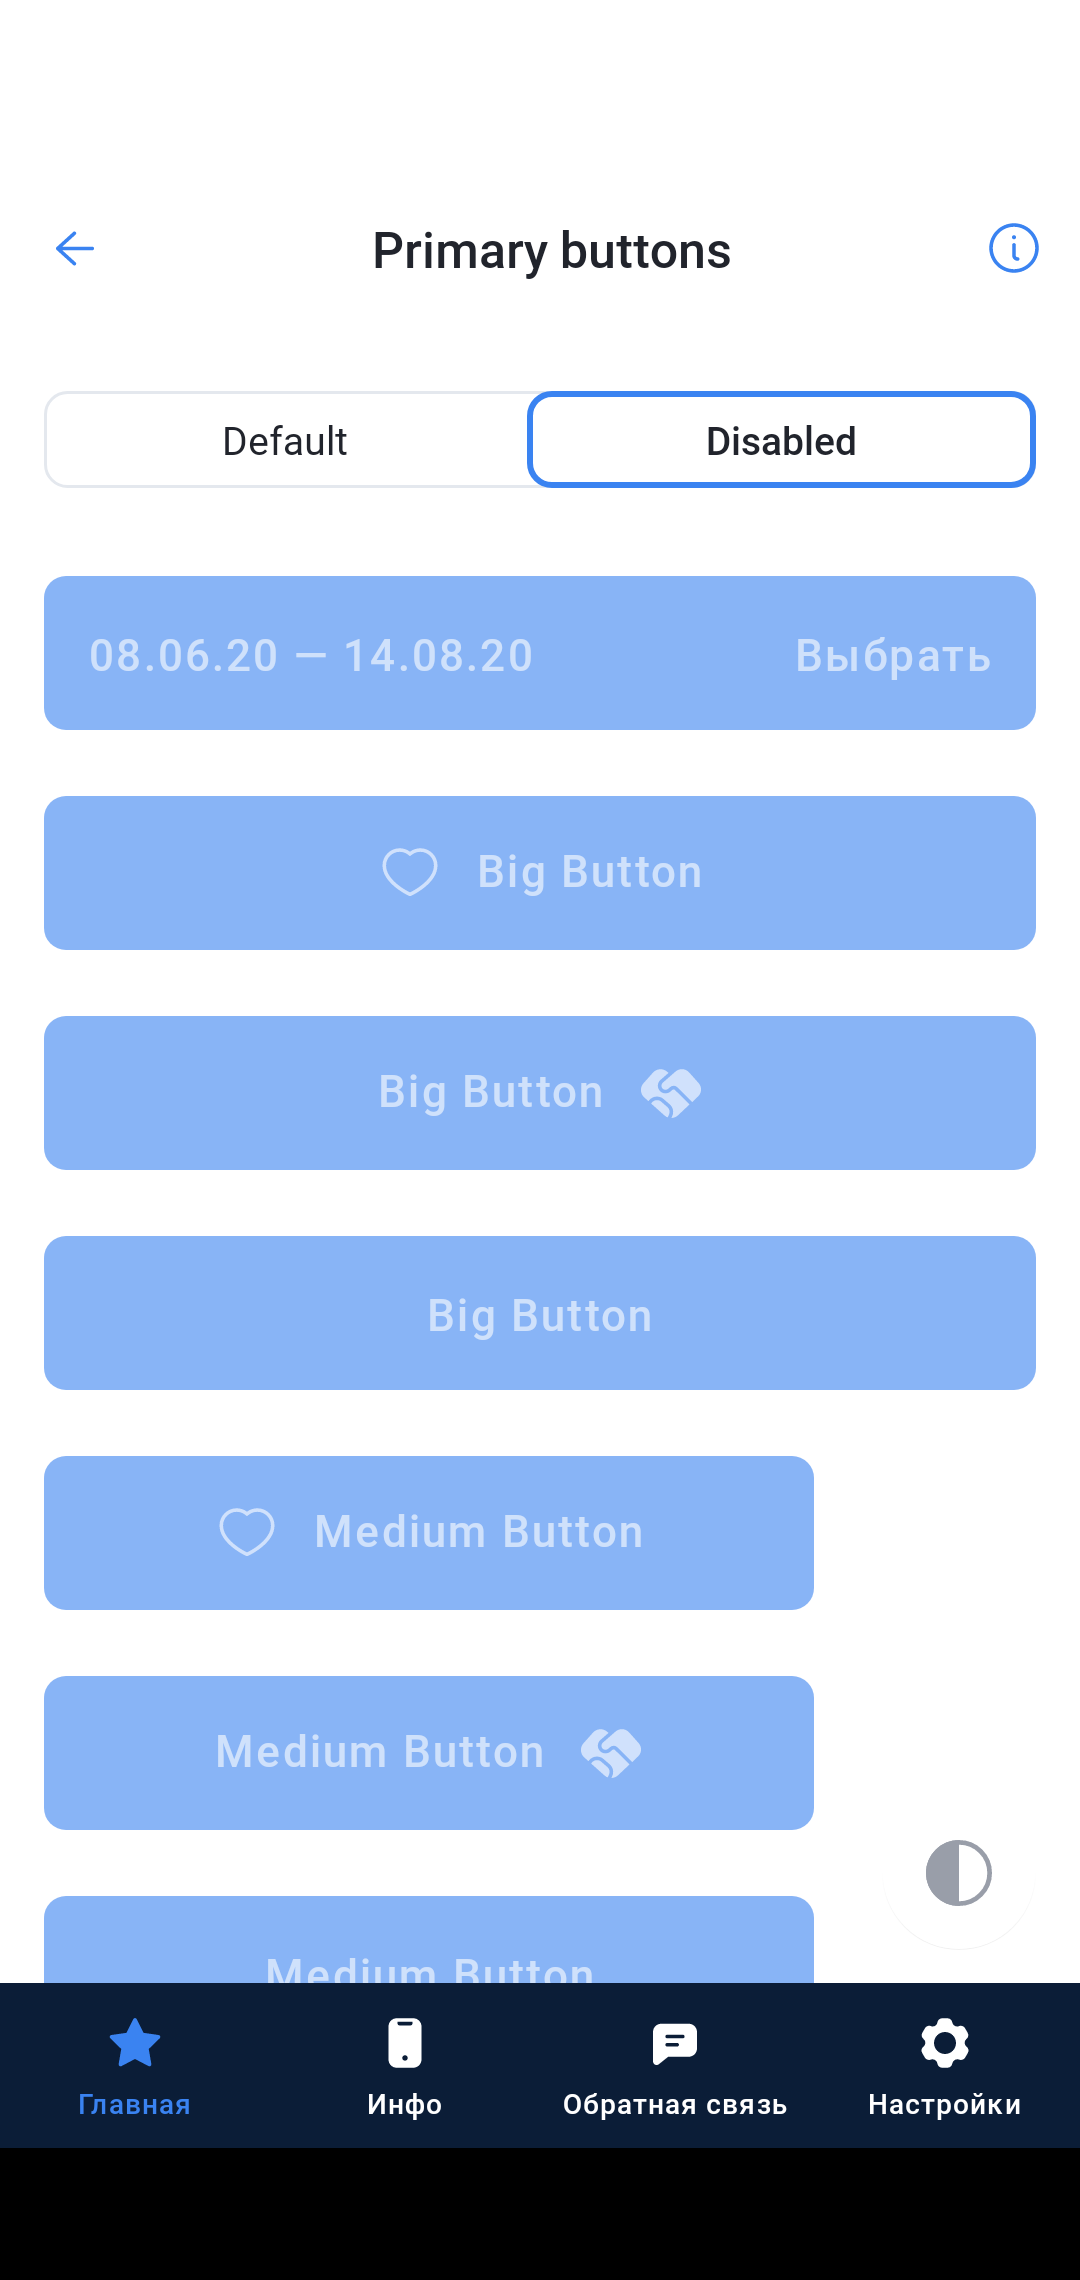 Primary buttons
Default
Disabled
08.06.20 — 14.08.20
Выбрать
Big Button
Big Button
Big Button
Medium Button
Medium Button
Medium Button
Главная
Инфо
Обратная связь
Настройки